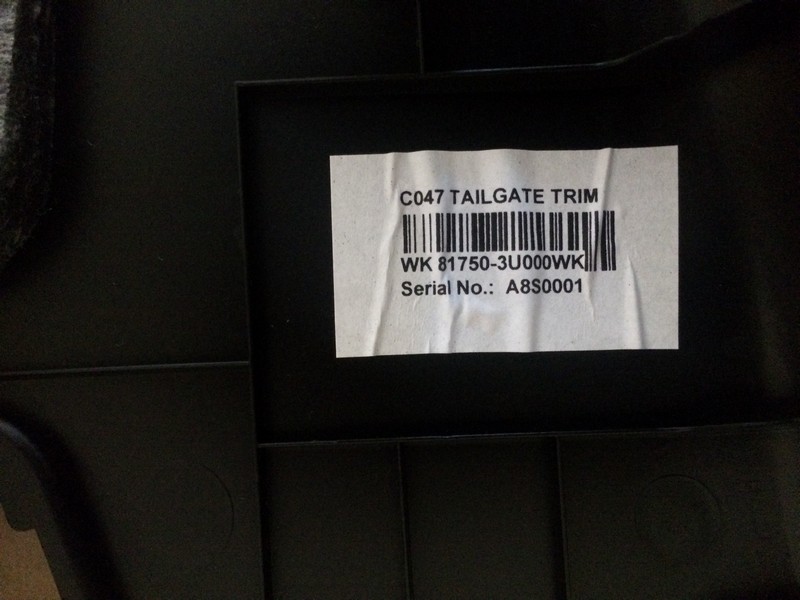 C047 TAILGATE TRIM
WK 81750-3U000WK
Serial No.: A8S0001